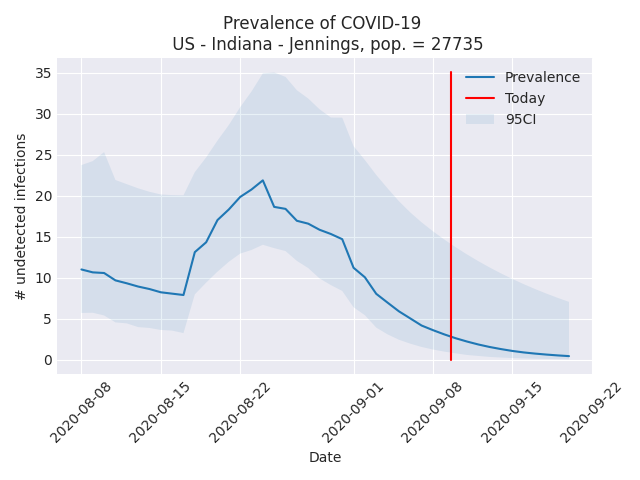 Prevalence of COVID-19
US - Indiana - Jennings, pop. = 27735
# undetected infections
35
30
25
20
15
10
5
0
Prevalence
Today
95CI
2020-08-08
2020-08-15
2020-08-22
2020-09-01
2020-09-08
2020-09-15
2020-09-22
Date